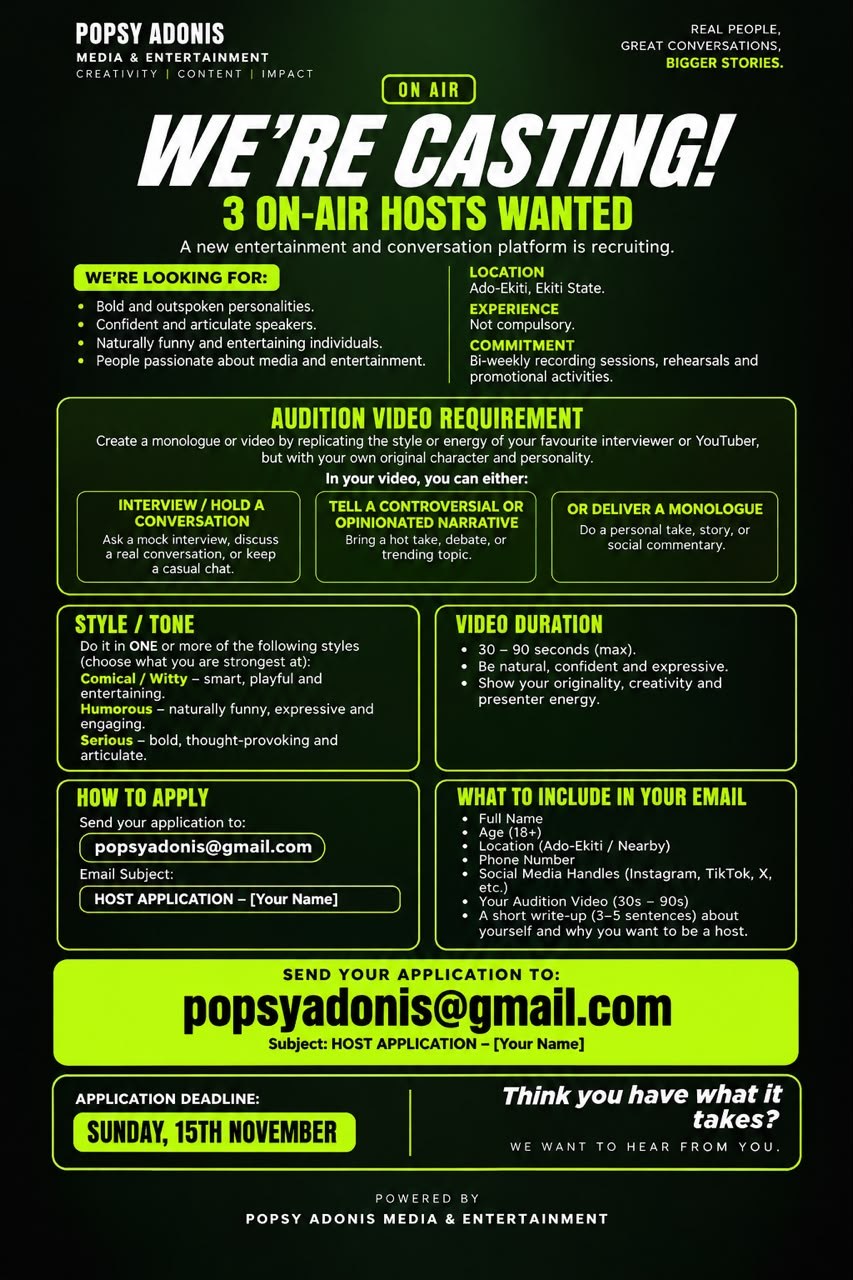 POPSY ADONIS
MEDIA & ENTERTAINMENT
CREATIVITY | CONTENT | IMPACT
REAL PEOPLE,
GREAT CONVERSATIONS,
BIGGER STORIES.
ON AIR
WE'RE CASTING!
3 ON-AIR HOSTS WANTED
A new entertainment and conversation platform is recruiting.
WE'RE LOOKING FOR:
• Bold and outspoken personalities.
• Confident and articulate speakers.
• Naturally funny and entertaining individuals.
• People passionate about media and entertainment.
LOCATION
Ado-Ekiti, Ekiti State.
EXPERIENCE
Not compulsory.
COMMITMENT
Bi-weekly recording sessions, rehearsals and
promotional activities.
AUDITION VIDEO REQUIREMENT
Create a monologue or video by replicating the style or energy of your favourite interviewer or YouTuber,
but with your own original character and personality.
In your video, you can either:
INTERVIEW / HOLD A
CONVERSATION
Ask a mock interview, discuss
a real conversation, or keep
a casual chat.
TELL A CONTROVERSIAL OR
OPINIONATED NARRATIVE
Bring a hot take, debate, or
trending topic.
OR DELIVER A MONOLOGUE
Do a personal take, story, or
social commentary.
STYLE / TONE
Do it in ONE or more of the following styles
(choose what you are strongest at):
Comical / Witty – smart, playful and
entertaining.
Humorous – naturally funny, expressive and
engaging.
Serious – bold, thought-provoking and
articulate.
VIDEO DURATION
• 30 – 90 seconds (max).
• Be natural, confident and expressive.
• Show your originality, creativity and
presenter energy.
HOW TO APPLY
Send your application to:
popsyadonis@gmail.com
Email Subject:
HOST APPLICATION – [Your Name]
WHAT TO INCLUDE IN YOUR EMAIL
• Full Name
• Age (18+)
• Location (Ado-Ekiti / Nearby)
• Phone Number
• Social Media Handles (Instagram, TikTok, X,
etc.)
• Your Audition Video (30s – 90s)
• A short write-up (3–5 sentences) about
yourself and why you want to be a host.
SEND YOUR APPLICATION TO:
popsyadonis@gmail.com
Subject: HOST APPLICATION – [Your Name]
APPLICATION DEADLINE:
SUNDAY, 15TH NOVEMBER
Think you have what it
takes?
WE WANT TO HEAR FROM YOU.
POWERED BY
POPSY ADONIS MEDIA & ENTERTAINMENT